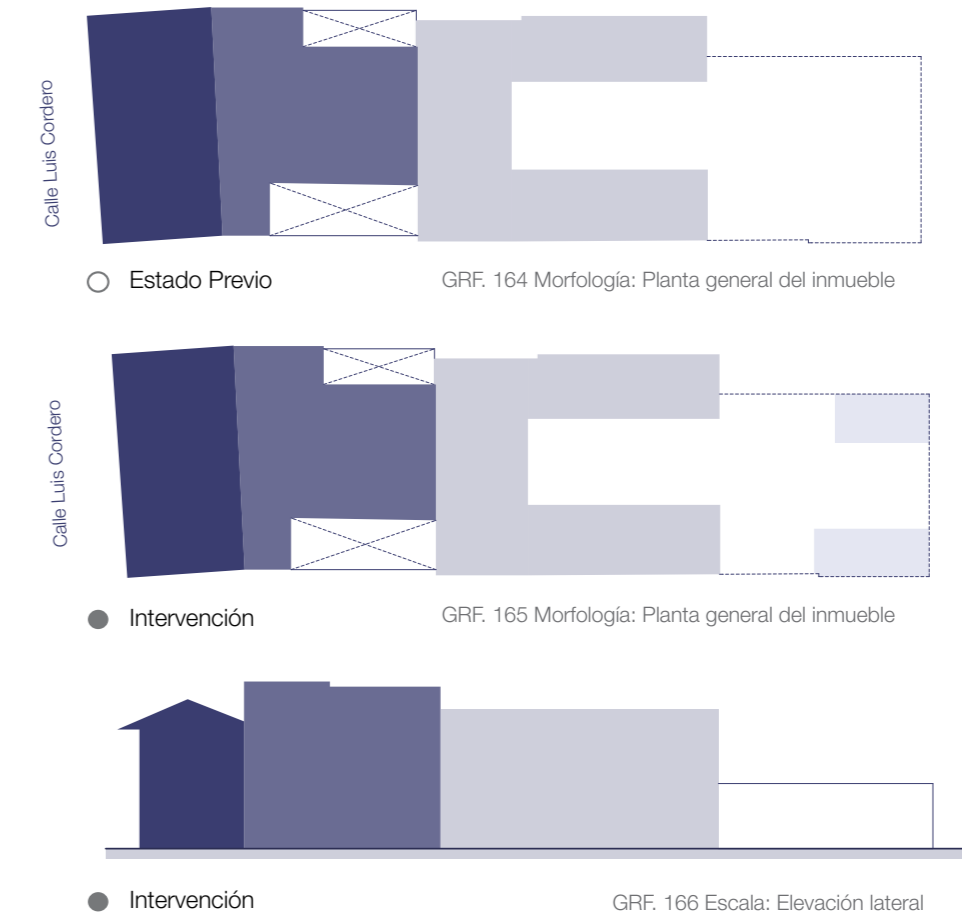 Calle Luis Cordero
Estado Previo
GRF. 164 Morfología: Planta general del inmueble
Calle Luis Cordero
Intervención
GRF. 165 Morfología: Planta general del inmueble
Intervención
GRF. 166 Escala: Elevación lateral